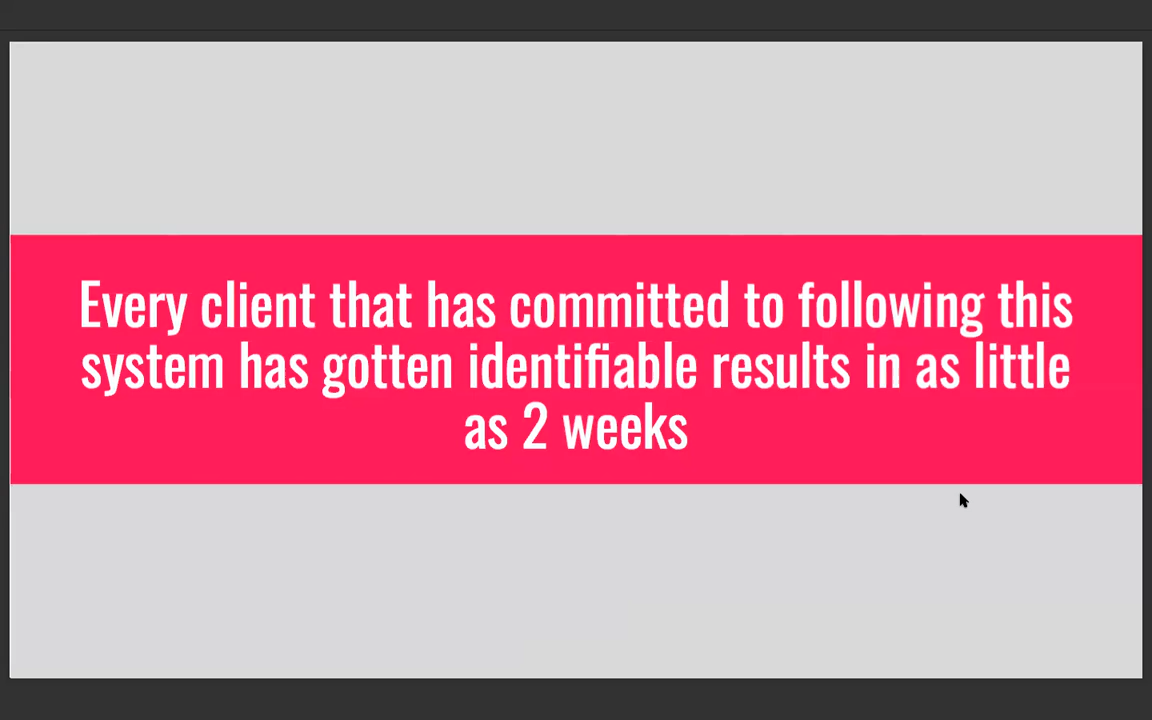 Every client that has committed to following this
system has gotten identifiable results in as little
as 2 weeks